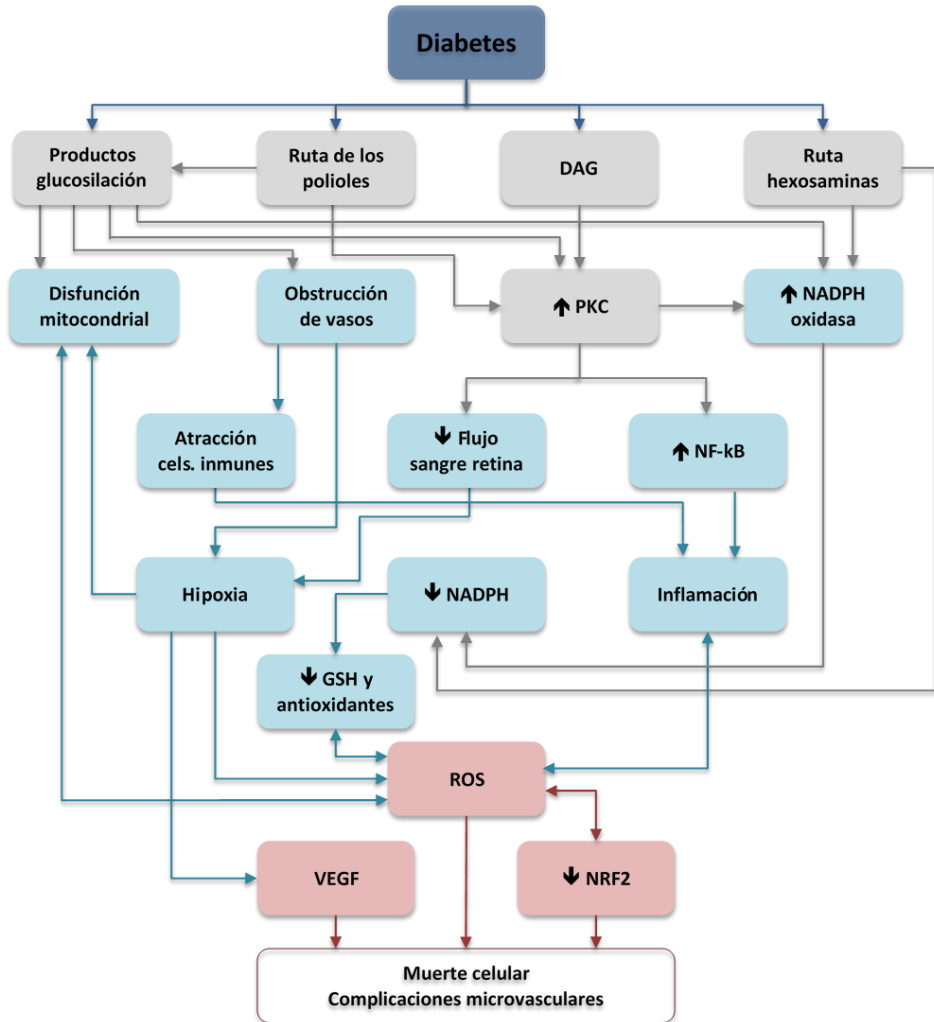 Diabetes
Productos
glucosilación
Ruta de los
polioles
DAG
Ruta
hexosaminas
Disfunción
mitocondrial
Obstrucción
de vasos
↑ PKC
↑ NADPH
oxidasa
Atracción
cels. inmunes
↓ Flujo
sangre retina
↑ NF-kB
Hipoxia
↓ NADPH
Inflamación
↓ GSH y
antioxidantes
ROS
VEGF
↓ NRF2
Muerte celular
Complicaciones microvasculares